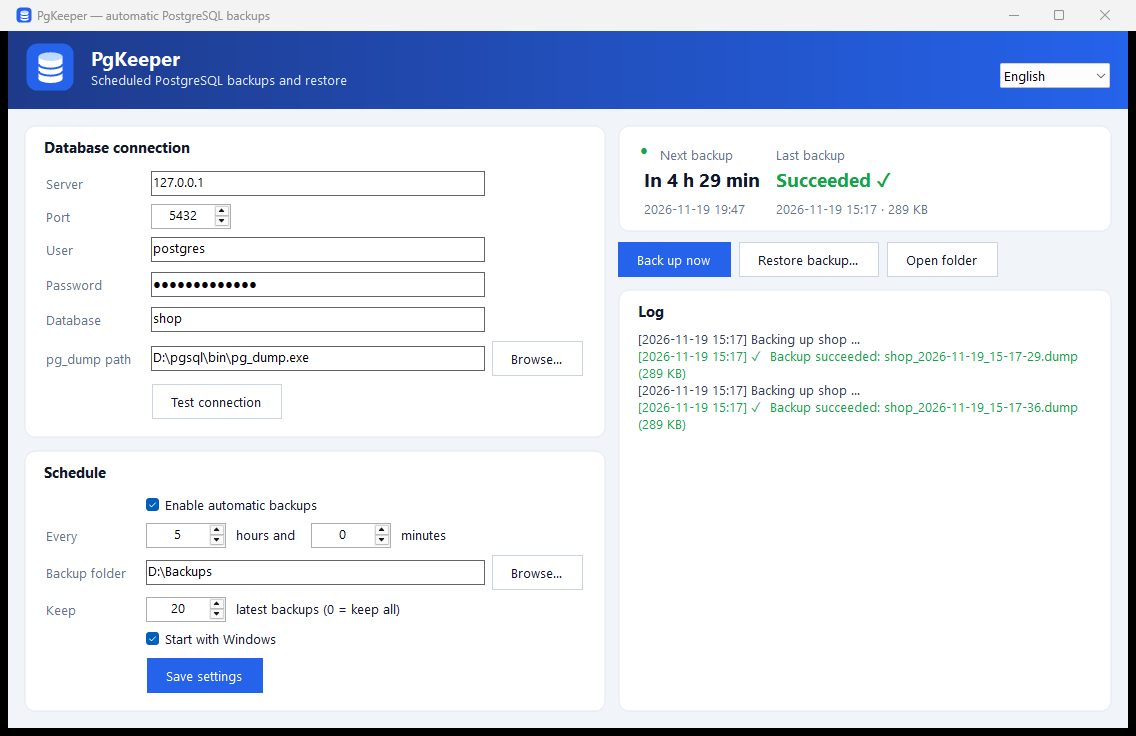 PgKeeper — automatic PostgreSQL backups
PgKeeper
Scheduled PostgreSQL backups and restore
English
Database connection
Server 127.0.0.1
Port 5432
User postgres
Password ●●●●●●●●●●●●●
Database shop
pg_dump path D:\pgsql\bin\pg_dump.exe Browse...
Test connection
Schedule
Enable automatic backups
Every 5 hours and 0 minutes
Backup folder D:\Backups Browse...
Keep 20 latest backups (0 = keep all)
Start with Windows
Save settings
Next backup Last backup
In 4 h 29 min Succeeded ✓
2026-11-19 19:47 2026-11-19 15:17 · 289 KB
Back up now Restore backup... Open folder
Log
[2026-11-19 15:17] Backing up shop ...
[2026-11-19 15:17] ✓ Backup succeeded: shop_2026-11-19_15-17-29.dump
(289 KB)
[2026-11-19 15:17] Backing up shop ...
[2026-11-19 15:17] ✓ Backup succeeded: shop_2026-11-19_15-17-36.dump
(289 KB)